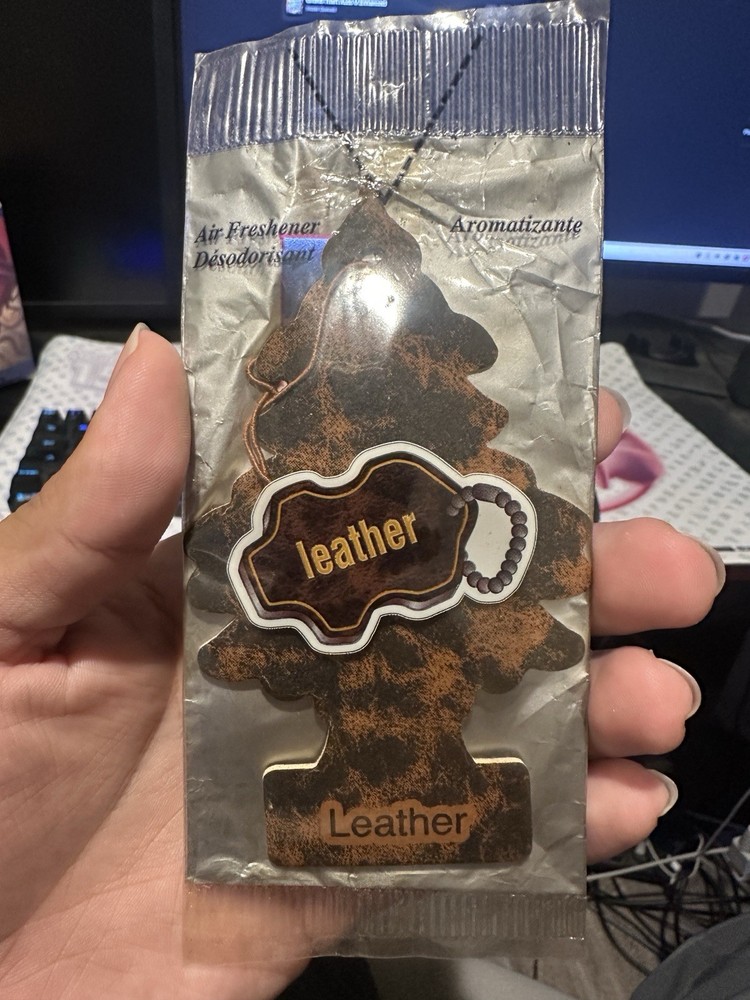 Air Freshener
Désodorisant
Aromatizante
leather
Leather